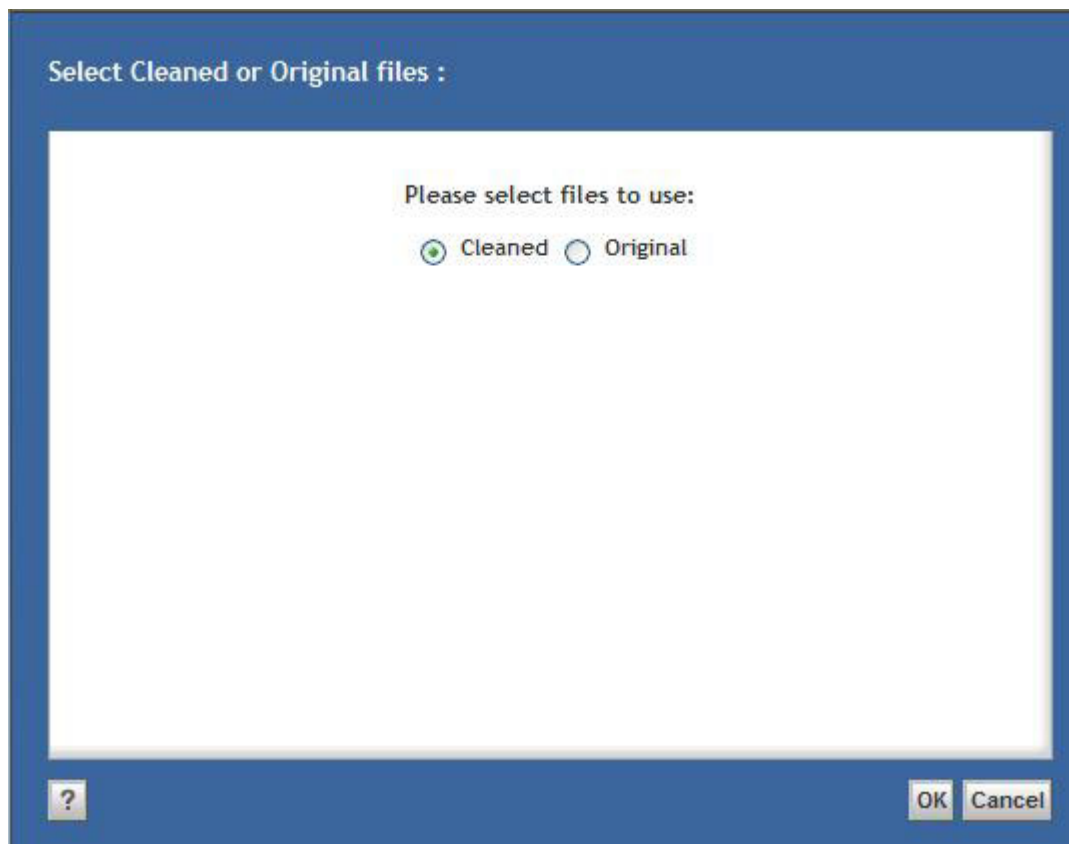 Select Cleaned or Original files :
Please select files to use:
Cleaned Original
? OK Cancel